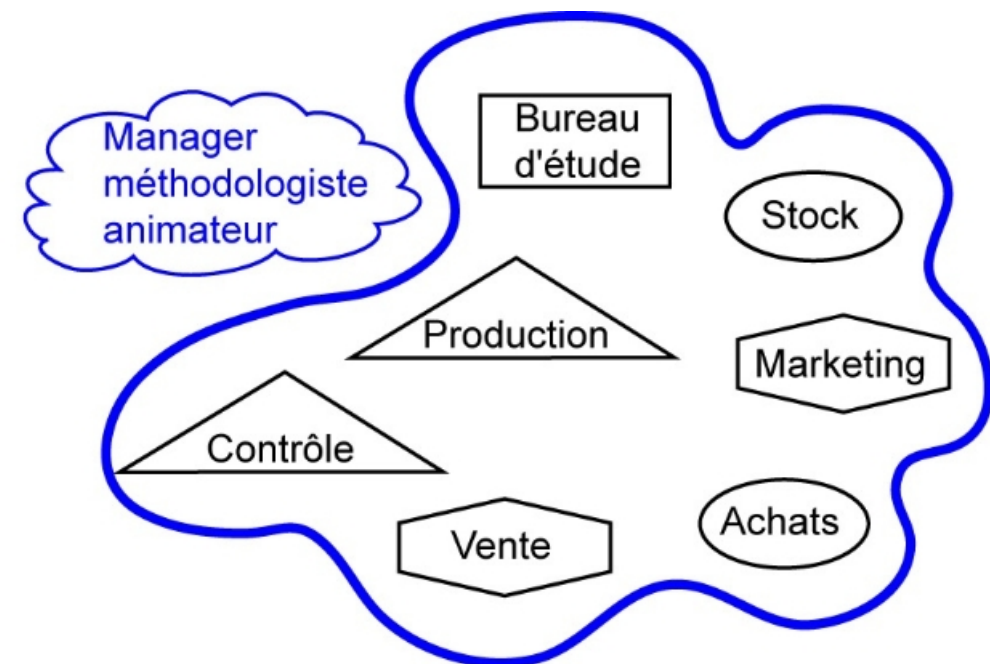 Manager
méthodologiste
animateur
Bureau
d'étude
Stock
Production
Marketing
Contrôle
Vente
Achats